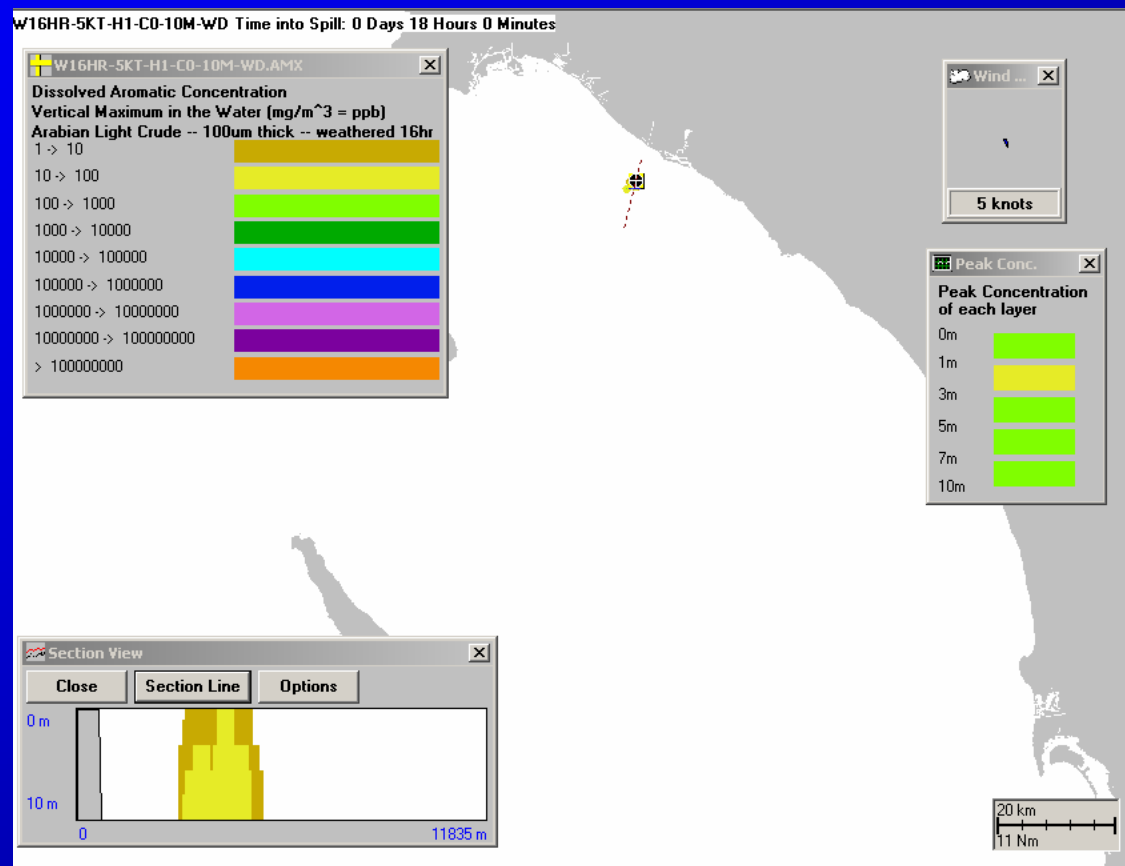 W16HR-5KT-H1-C0-10M-WD Time into Spill: 0 Days 18 Hours 0 Minutes
W16HR-5KT-H1-C0-10M-WD.AMX
Dissolved Aromatic Concentration
Vertical Maximum in the Water (mg/m^3 = ppb)
Arabian Light Crude -- 100um thick -- weathered 16hr
1 -> 10
10 -> 100
100 -> 1000
1000 -> 10000
10000 -> 100000
100000 -> 1000000
1000000 -> 10000000
10000000 -> 100000000
> 100000000
Wind ...
5 knots
Peak Conc.
Peak Concentration
of each layer
0m
1m
3m
5m
7m
10m
Section View
Close Section Line Options
0 m
10 m
0 11835 m
20 km
11 Nm